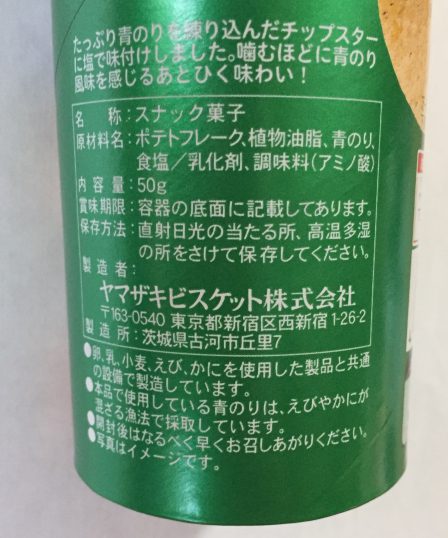 たっぷり青のりを練り込んだチップスター
に塩で味付けしました。噛むほどに青のり
風味を感じるあとひく味わい！
名　　称：スナック菓子
原材料名：ポテトフレーク、植物油脂、青のり、
食塩／乳化剤、調味料（アミノ酸）
内容量：50g
賞味期限：容器の底面に記載してあります。
保存方法：直射日光の当たる所、高温多湿
の所をさけて保存してください。
製造者：
ヤマザキビスケット株式会社
〒163-0540 東京都新宿区西新宿1-26-2
製造所：茨城県古河市丘里7
●卵、乳、小麦、えび、かにを使用した製品と共通
の設備で製造しています。
●本品で使用している青のりは、えびやかにが
混ざる漁法で採取しています。
●開封後はなるべく早くお召しあがりください。
●写真はイメージです。